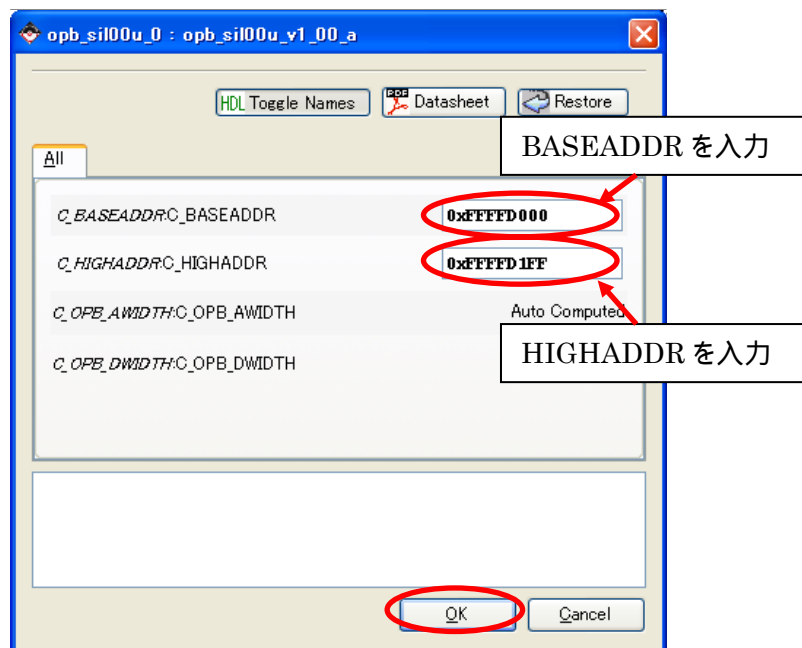 opb_sil00u_0 : opb_sil00u_v1_00_a
HDL Toggle Names
PDF Datasheet
Restore
BASEADDR を入力
All
C_BASEADDR:C_BASEADDR
0xFFFFD000
C_HIGHADDR:C_HIGHADDR
0xFFFFD1FF
C_OPB_AWIDTH:C_OPB_AWIDTH
Auto Computed
HIGHADDR を入力
C_OPB_DWIDTH:C_OPB_DWIDTH
OK
Cancel